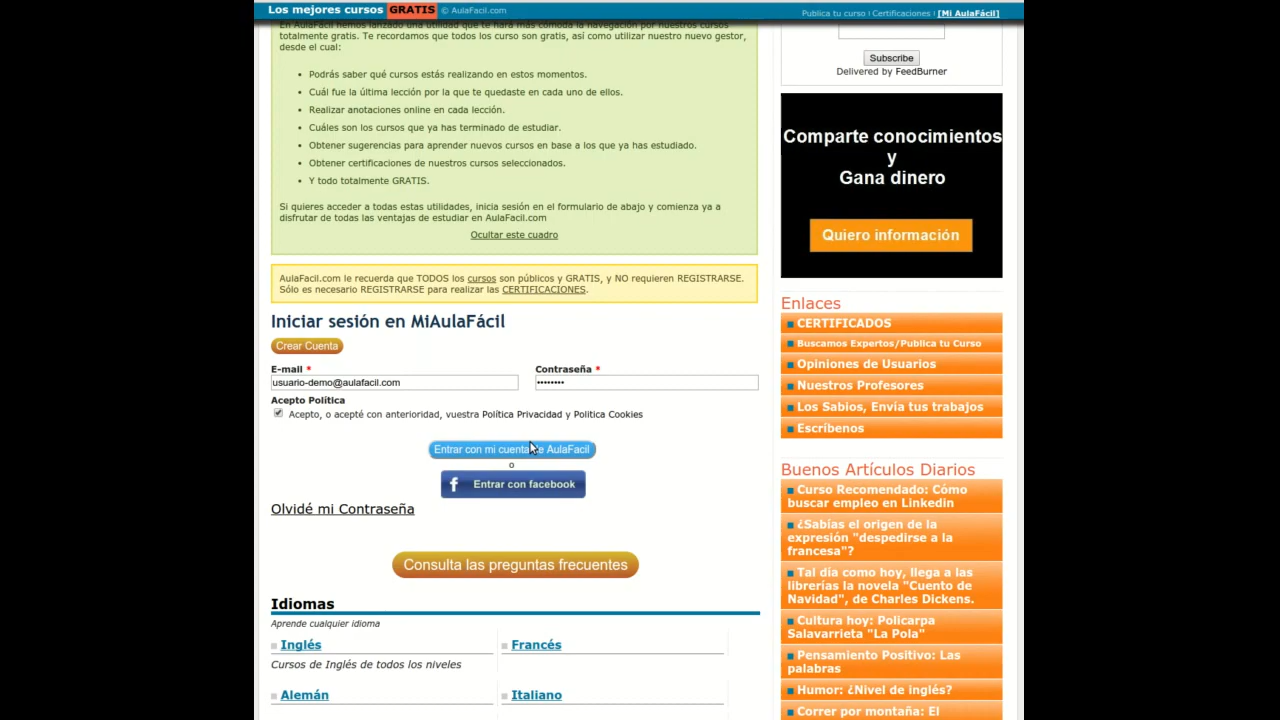 Los mejores cursos GRATIS © AulaFacil.com
Publica tu curso | Certificaciones | [Mi AulaFácil]
En AulaFacil hemos lanzado una utilidad que te hará más cómoda la navegación por nuestros cursos
totalmente gratis. Te recordamos que todos los curso son gratis, así como utilizar nuestro nuevo gestor,
desde el cual:
Podrás saber qué cursos estás realizando en estos momentos.
Cuál fue la última lección por la que te quedaste en cada uno de ellos.
Realizar anotaciones online en cada lección.
Cuáles son los cursos que ya has terminado de estudiar.
Obtener sugerencias para aprender nuevos cursos en base a los que ya has estudiado.
Obtener certificaciones de nuestros cursos seleccionados.
Y todo totalmente GRATIS.
Si quieres acceder a todas estas utilidades, inicia sesión en el formulario de abajo y comienza ya a
disfrutar de todas las ventajas de estudiar en AulaFacil.com
Ocultar este cuadro
AulaFacil.com le recuerda que TODOS los cursos son públicos y GRATIS, y NO requieren REGISTRARSE.
Sólo es necesario REGISTRARSE para realizar las CERTIFICACIONES.
Iniciar sesión en MiAulaFácil
Crear Cuenta
E-mail * Contraseña *
usuario-demo@aulafacil.com ••••••••
Acepto Política
Acepto, o acepté con anterioridad, vuestra Política Privacidad y Politica Cookies
Entrar con mi cuenta de AulaFacil
o
Entrar con facebook
Olvidé mi Contraseña
Consulta las preguntas frecuentes
Idiomas
Aprende cualquier idioma
Inglés Francés
Cursos de Inglés de todos los niveles
Alemán Italiano
Subscribe
Delivered by FeedBurner
Comparte conocimientos
y
Gana dinero
Quiero información
Enlaces
CERTIFICADOS
Buscamos Expertos/Publica tu Curso
Opiniones de Usuarios
Nuestros Profesores
Los Sabios, Envía tus trabajos
Escríbenos
Buenos Artículos Diarios
Curso Recomendado: Cómo
buscar empleo en Linkedin
¿Sabías el origen de la
expresión "despedirse a la
francesa"?
Tal día como hoy, llega a las
librerías la novela "Cuento de
Navidad", de Charles Dickens.
Cultura hoy: Policarpa
Salavarrieta "La Pola"
Pensamiento Positivo: Las
palabras
Humor: ¿Nivel de inglés?
Correr por montaña: El